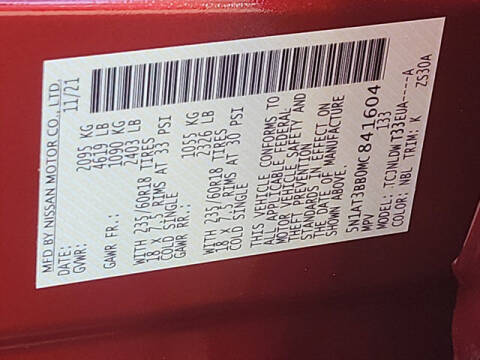 MFD BY NISSAN MOTOR CO., LTD.
DATE: 11/21
GVWR: 2095 KG
4619 LB
GAWR FR.: 1090 KG
2403 LB
WITH 235/60R18 TIRES
18 X 7.5 RIMS AT 33 PSI
COLD SINGLE
GAWR RR.: 1055 KG
2326 LB
WITH 235/60R18 TIRES
18 X 7.5 RIMS AT 30 PSI
COLD SINGLE
THIS VEHICLE CONFORMS TO
ALL APPLICABLE FEDERAL
MOTOR VEHICLE SAFETY AND
THEFT PREVENTION
STANDARDS IN EFFECT ON
THE DATE OF MANUFACTURE
SHOWN ABOVE.
5N1AT3BB0MC841604
MPV 133
MODEL: TCJNLDW T33EUA----A
COLOR: NBL TRIM: K ZS30A